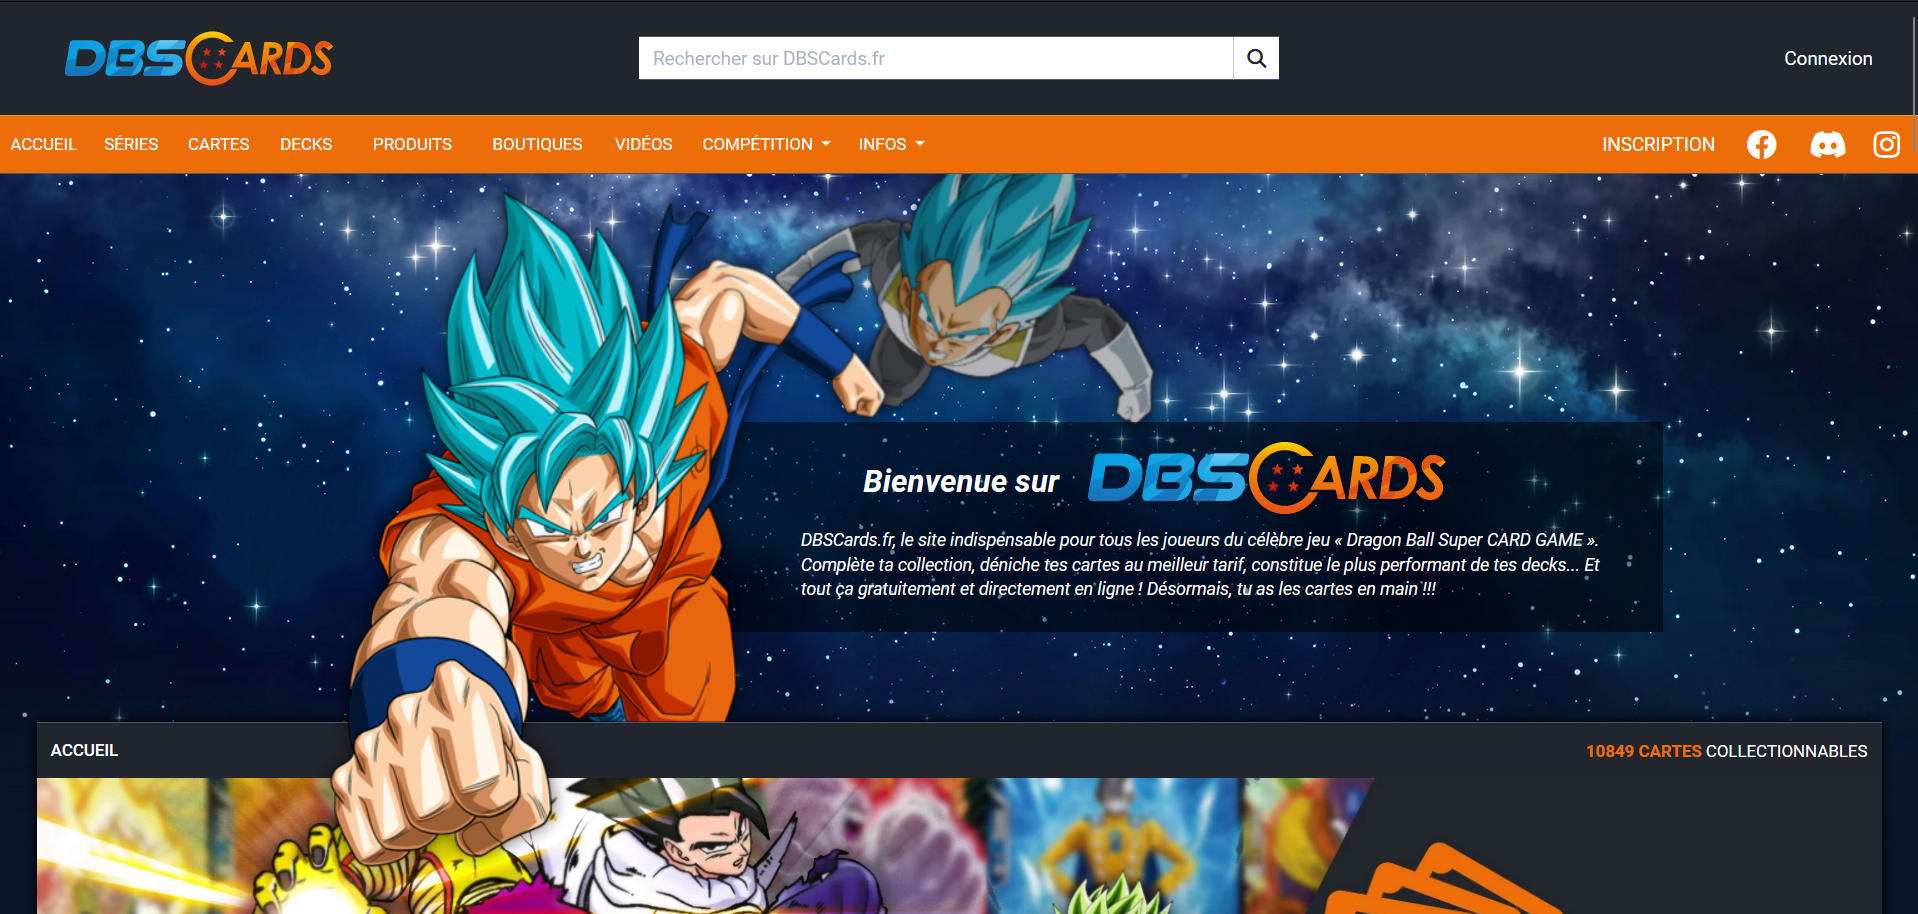 DBSCARDS
Rechercher sur DBSCards.fr
Connexion
ACCUEIL SÉRIES CARTES DECKS PRODUITS BOUTIQUES VIDÉOS COMPÉTITION INFOS INSCRIPTION
Bienvenue sur DBSCARDS
DBSCards.fr, le site indispensable pour tous les joueurs du célèbre jeu « Dragon Ball Super CARD GAME ».
Complète ta collection, déniche tes cartes au meilleur tarif, constitue le plus performant de tes decks... Et
tout ça gratuitement et directement en ligne ! Désormais, tu as les cartes en main !!!
ACCUEIL
10849 CARTES COLLECTIONNABLES